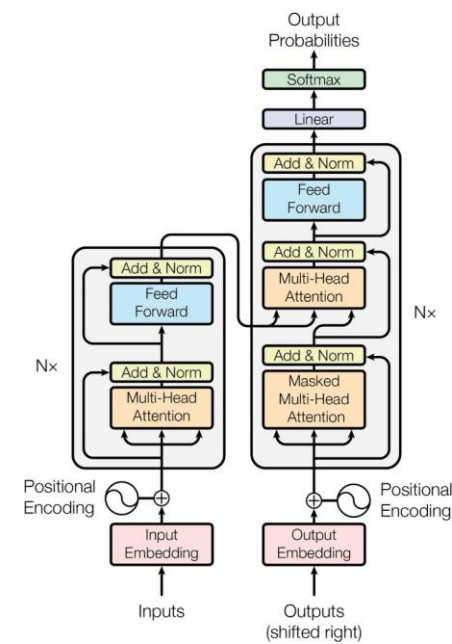 Output
Probabilities
Softmax
Linear
Add & Norm
Feed
Forward
Add & Norm
Multi-Head
Attention
Add & Norm
Masked
Multi-Head
Attention
N×
Positional
Encoding
Output
Embedding
Outputs
(shifted right)
Add & Norm
Feed
Forward
Add & Norm
Multi-Head
Attention
N×
Positional
Encoding
Input
Embedding
Inputs